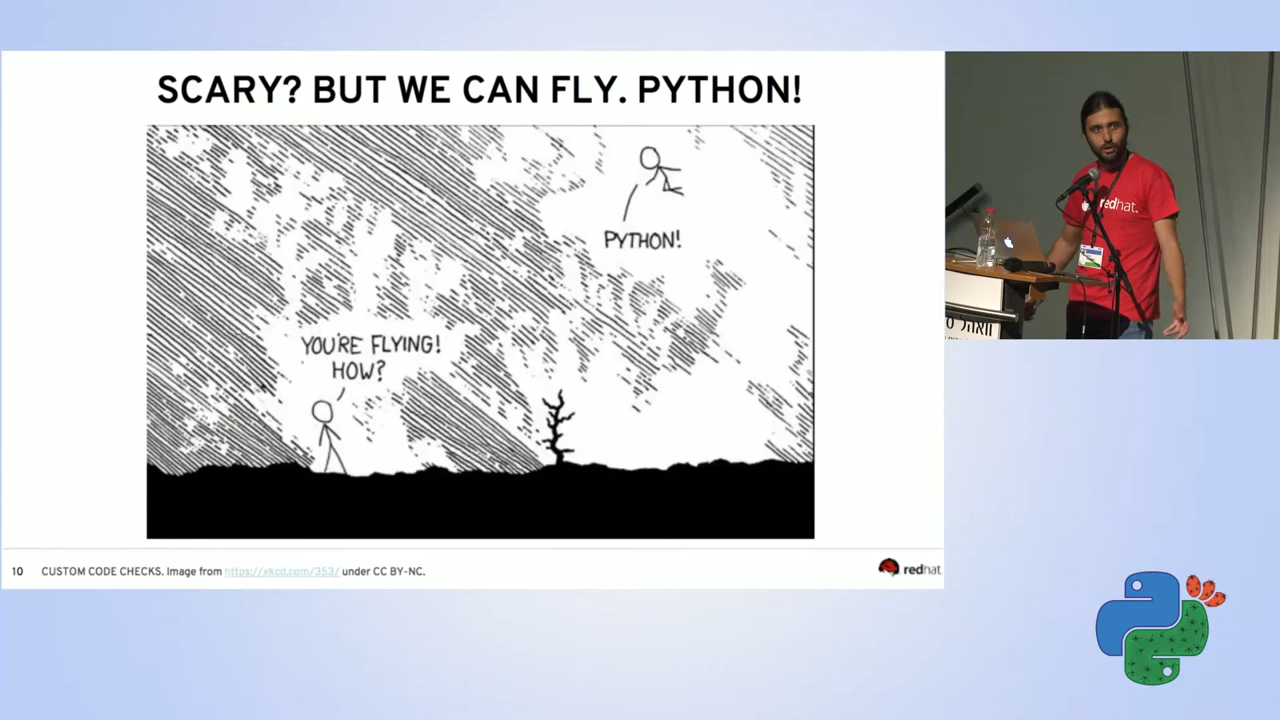 SCARY? BUT WE CAN FLY. PYTHON!
PYTHON!
YOU'RE FLYING!
HOW?
10 CUSTOM CODE CHECKS. Image from https://xkcd.com/353/ under CC BY-NC.
redhat.
redhat.